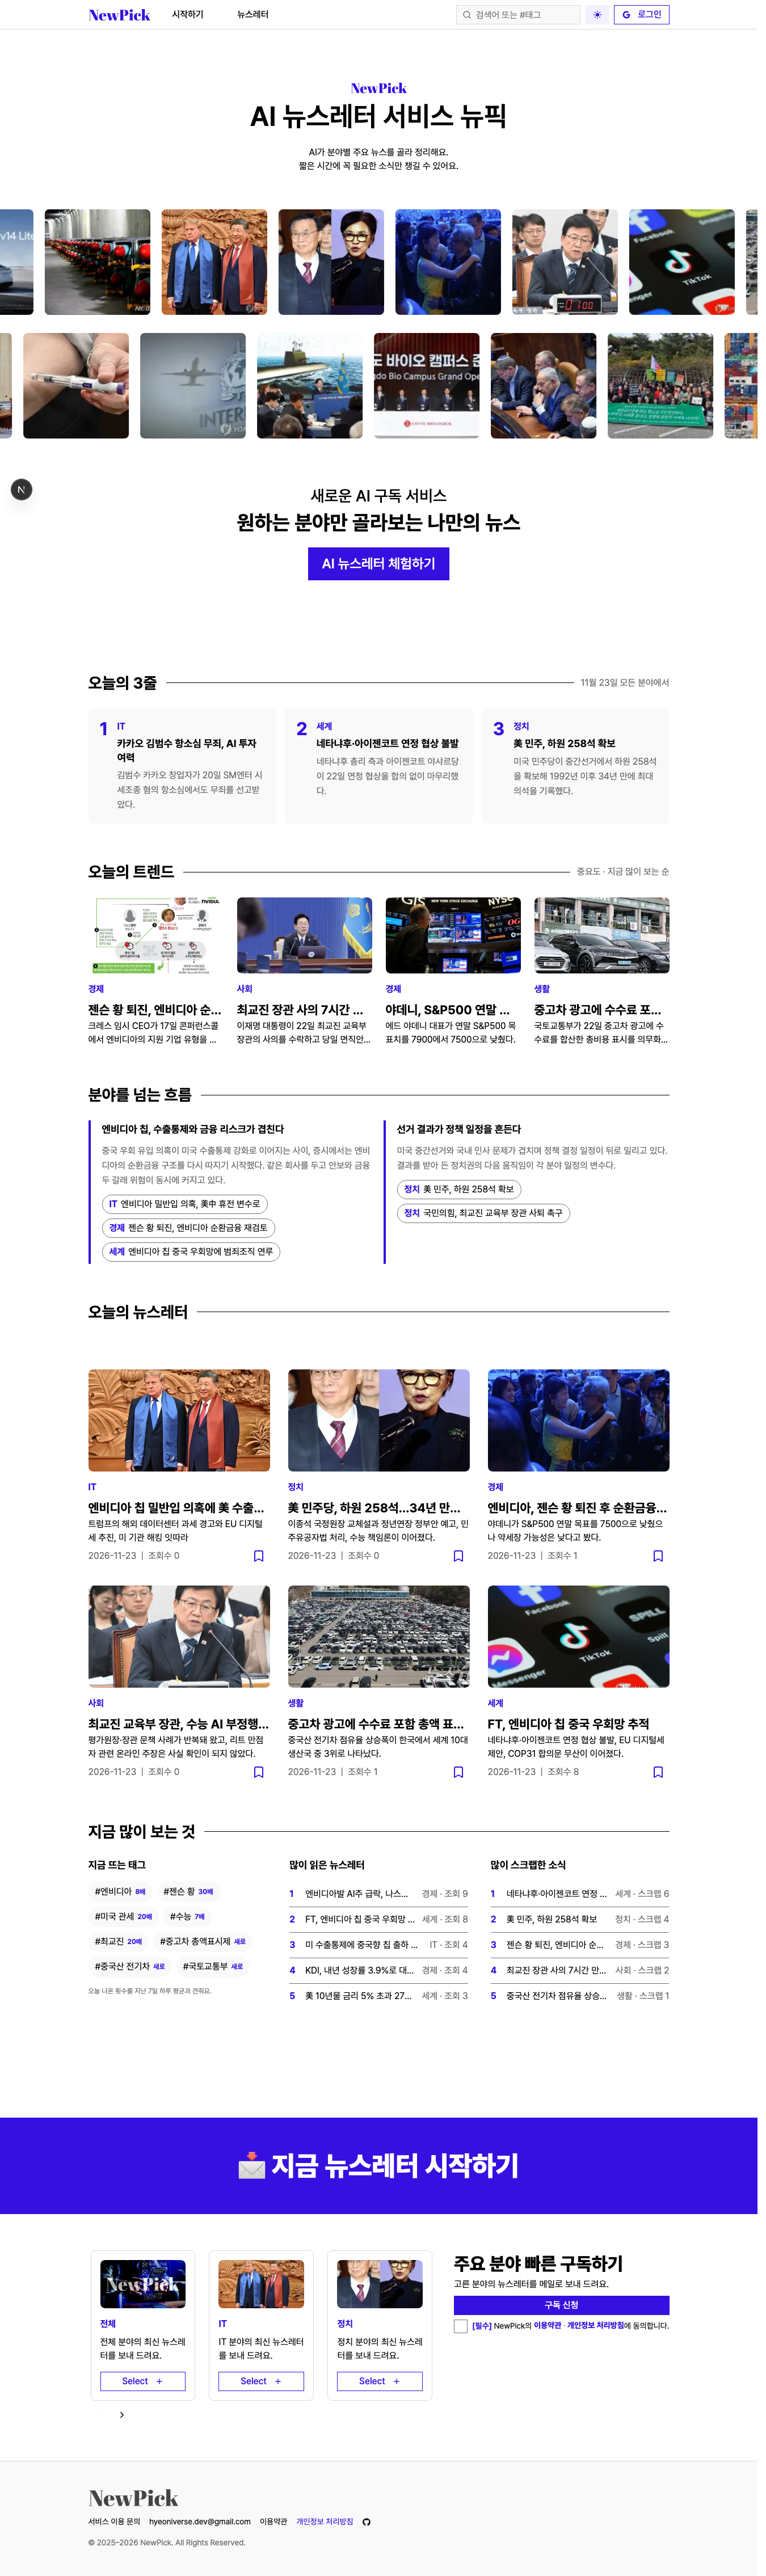 NewPick
시작하기
뉴스레터
검색어 또는 #태그
로그인
NewPick
AI 뉴스레터 서비스 뉴픽
AI가 분야별 주요 뉴스를 골라 정리해요.
짧은 시간에 꼭 필요한 소식만 챙길 수 있어요.
v14 Lite
Facebook
TikTok
바이오 캠퍼스
Bio Campus Grand Ope
INTER
N
새로운 AI 구독 서비스
원하는 분야만 골라보는 나만의 뉴스
AI 뉴스레터 체험하기
오늘의 3줄
11월 23일 모든 분야에서
1
IT
카카오 김범수 항소심 무죄, AI 투자
여력
김범수 카카오 창업자가 20일 SM엔터 시
세조종 혐의 항소심에서도 무죄를 선고받
았다.
2
세계
네타냐후·아이젠코트 연정 협상 불발
네타냐후 총리 측과 아이젠코트 야샤르당
이 22일 연정 협상을 합의 없이 마무리했
다.
3
정치
美 민주, 하원 258석 확보
미국 민주당이 중간선거에서 하원 258석
을 확보해 1992년 이후 34년 만에 최대
의석을 기록했다.
오늘의 트렌드
중요도 · 지금 많이 보는 순
경제
젠슨 황 퇴진, 엔비디아 순...
크레스 임시 CEO가 17일 콘퍼런스콜
에서 엔비디아의 지원 기업 유형을 ...
사회
최교진 장관 사의 7시간 ...
이재명 대통령이 22일 최교진 교육부
장관의 사의를 수락하고 당일 면직안...
경제
야데니, S&P500 연말 ...
에드 야데니 대표가 연말 S&P500 목
표치를 7900에서 7500으로 낮췄다.
생활
중고차 광고에 수수료 포...
국토교통부가 22일 중고차 광고에 수
수료를 합산한 총비용 표시를 의무화...
분야를 넘는 흐름
엔비디아 칩, 수출통제와 금융 리스크가 겹친다
중국 우회 유입 의혹이 미국 수출통제 강화로 이어지는 사이, 증시에서는 엔비
디아의 순환금융 구조를 다시 따지기 시작했다. 같은 회사를 두고 안보와 금융
두 갈래 위험이 동시에 커지고 있다.
IT 엔비디아 밀반입 의혹, 美中 휴전 변수로
경제 젠슨 황 퇴진, 엔비디아 순환금융 재검토
세계 엔비디아 칩 중국 우회망에 범죄조직 연루
선거 결과가 정책 일정을 흔든다
미국 중간선거와 국내 인사 문제가 겹치며 정책 결정 일정이 뒤로 밀리고 있다.
결과를 받아 든 정치권의 다음 움직임이 각 분야 일정의 변수다.
정치 美 민주, 하원 258석 확보
정치 국민의힘, 최교진 교육부 장관 사퇴 촉구
오늘의 뉴스레터
IT
엔비디아 칩 밀반입 의혹에 美 수출...
트럼프의 해외 데이터센터 과세 경고와 EU 디지털
세 추진, 미 기관 해킹 잇따라
2026-11-23 | 조회수 0
정치
美 민주당, 하원 258석...34년 만...
이종석 국정원장 교체설과 정년연장 정부안 예고, 민
주유공자법 처리, 수능 책임론이 이어졌다.
2026-11-23 | 조회수 0
경제
엔비디아, 젠슨 황 퇴진 후 순환금융...
야데니가 S&P500 연말 목표를 7500으로 낮췄으
나 약세장 가능성은 낮다고 봤다.
2026-11-23 | 조회수 1
SPILL
사회
최교진 교육부 장관, 수능 AI 부정행...
평가원장·장관 문책 사례가 반복돼 왔고, 리트 만점
자 관련 온라인 주장은 사실 확인이 되지 않았다.
2026-11-23 | 조회수 0
생활
중고차 광고에 수수료 포함 총액 표...
중국산 전기차 점유율 상승폭이 한국에서 세계 10대
생산국 중 3위로 나타났다.
2026-11-23 | 조회수 1
세계
FT, 엔비디아 칩 중국 우회망 추적
네타냐후·아이젠코트 연정 협상 불발, EU 디지털세
제안, COP31 합의문 무산이 이어졌다.
2026-11-23 | 조회수 8
지금 많이 보는 것
지금 뜨는 태그
#엔비디아 8배
#젠슨 황 30배
#미국 관세 20배
#수능 7배
#최교진 20배
#중고차 총액표시제 새로
#중국산 전기차 새로
#국토교통부 새로
오늘 나온 횟수를 지난 7일 하루 평균과 견줘요.
많이 읽은 뉴스레터
1 엔비디아발 AI주 급락, 나스... 경제 · 조회 9
2 FT, 엔비디아 칩 중국 우회망 ... 세계 · 조회 8
3 미 수출통제에 중국향 칩 출하 ... IT · 조회 4
4 KDI, 내년 성장률 3.9%로 대... 경제 · 조회 4
5 美 10년물 금리 5% 초과 27... 세계 · 조회 3
많이 스크랩한 소식
1 네타냐후·아이젠코트 연정 ... 세계 · 스크랩 6
2 美 민주, 하원 258석 확보 정치 · 스크랩 4
3 젠슨 황 퇴진, 엔비디아 순... 경제 · 스크랩 3
4 최교진 장관 사의 7시간 만... 사회 · 스크랩 2
5 중국산 전기차 점유율 상승... 생활 · 스크랩 1
지금 뉴스레터 시작하기
NewPick
전체
전체 분야의 최신 뉴스레
터를 보내 드려요.
Select +
IT
IT 분야의 최신 뉴스레터
를 보내 드려요.
Select +
정치
정치 분야의 최신 뉴스레
터를 보내 드려요.
Select +
주요 분야 빠른 구독하기
고른 분야의 뉴스레터를 메일로 보내 드려요.
구독 신청
[필수] NewPick의 이용약관 · 개인정보 처리방침에 동의합니다.
NewPick
서비스 이용 문의
hyeoniverse.dev@gmail.com
이용약관
개인정보 처리방침
© 2025–2026 NewPick. All Rights Reserved.